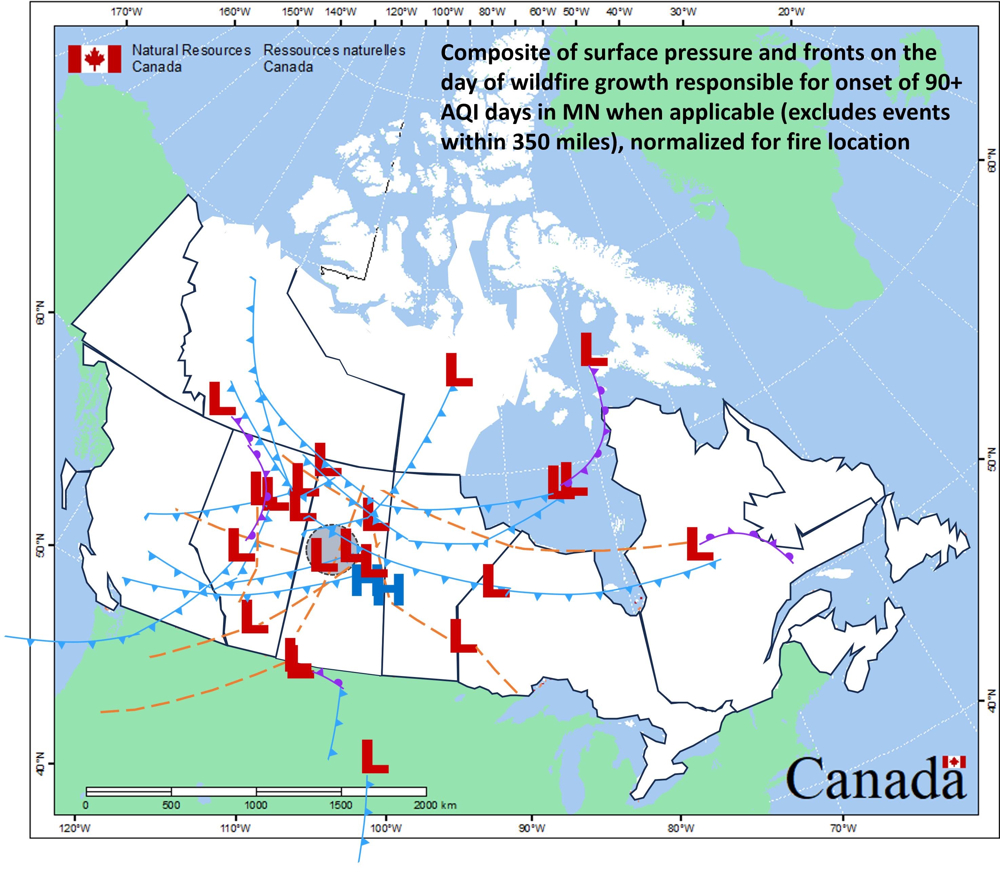 170°W 160°W 150°W 140°W 120°W 100°W 80°W 60°W 50°W 40°W 30°W 20°W
Natural Resources Canada
Ressources naturelles Canada
Composite of surface pressure and fronts on the
day of wildfire growth responsible for onset of 90+
AQI days in MN when applicable (excludes events
within 350 miles), normalized for fire location
60°N
60°N
L
L
L
50°N
L
L
L
L
L
L
L
L
50°N
L
L
L
L
L
L
H
H
L
L
L
L
L
40°N
L
40°N
Canada
0 500 1000 1500 2000 km
120°W 110°W 100°W 90°W 80°W 70°W